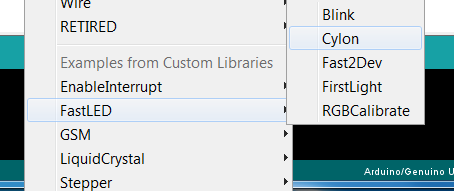 Wire
RETIRED
Examples from Custom Libraries
EnableInterrupt
FastLED
GSM
LiquidCrystal
Stepper
Blink
Cylon
Fast2Dev
FirstLight
RGBCalibrate
Arduino/Genuino U